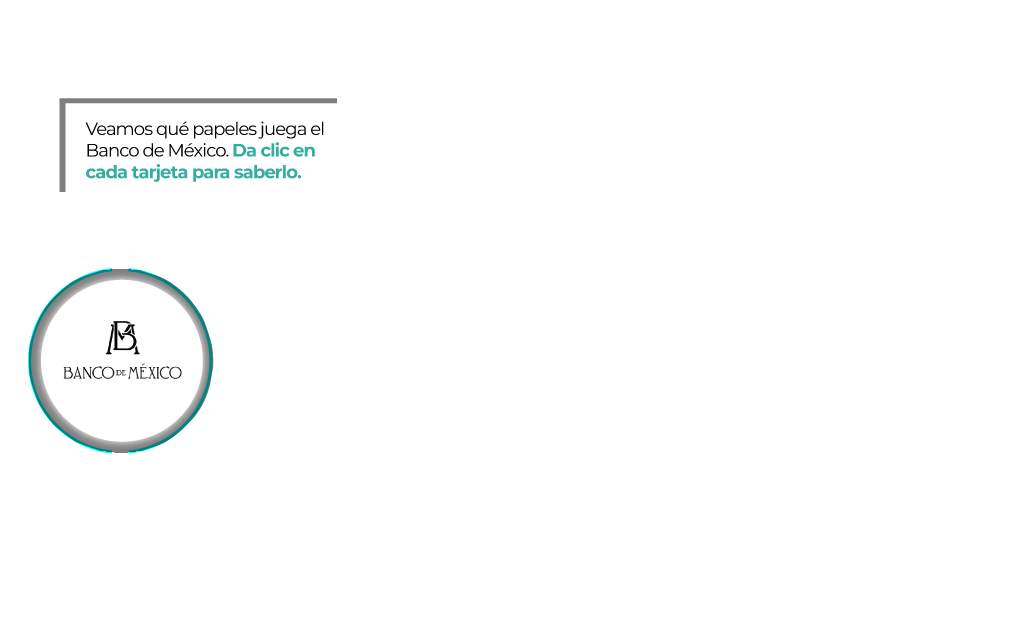 Veamos qué papeles juega el
Banco de México. Da clic en
cada tarjeta para saberlo.
BM
BANCO DE MÉXICO